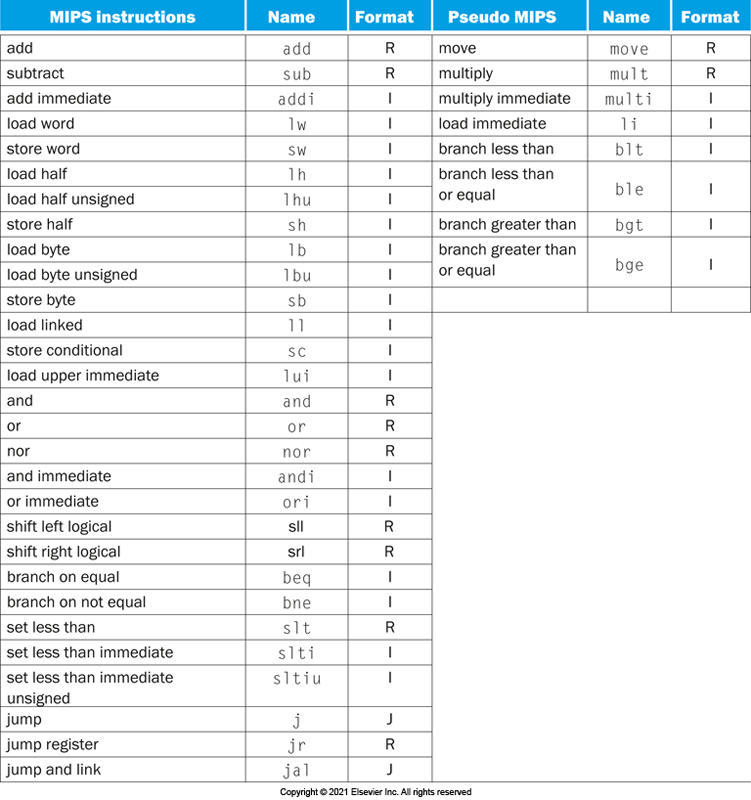 MIPS instructions Name Format Pseudo MIPS Name Format
add add R move move R
subtract sub R multiply mult R
add immediate addi I multiply immediate multi I
load word lw I load immediate li I
store word sw I branch less than blt I
load half lh I branch less than
or equal ble I
load half unsigned lhu I
store half sh I branch greater than bgt I
load byte lb I branch greater than
or equal bge I
load byte unsigned lbu I
store byte sb I
load linked ll I
store conditional sc I
load upper immediate lui I
and and R
or or R
nor nor R
and immediate andi I
or immediate ori I
shift left logical sll R
shift right logical srl R
branch on equal beq I
branch on not equal bne I
set less than slt R
set less than immediate slti I
set less than immediate sltiu I
unsigned
jump j J
jump register jr R
jump and link jal J
Copyright © 2021 Elsevier Inc. All rights reserved